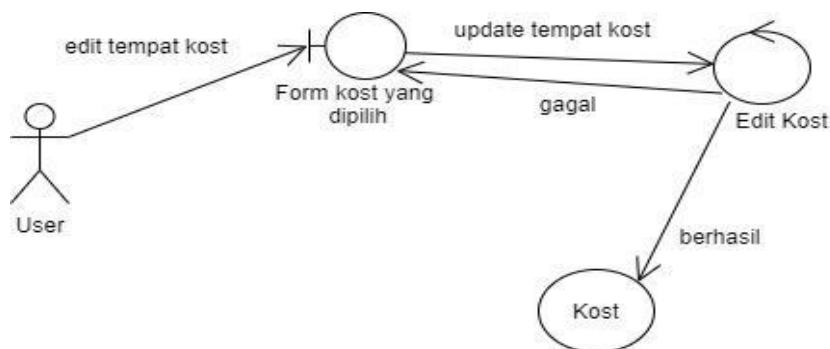 edit tempat kost
update tempat kost
Form kost yang
dipilih
gagal
Edit Kost
User
berhasil
Kost